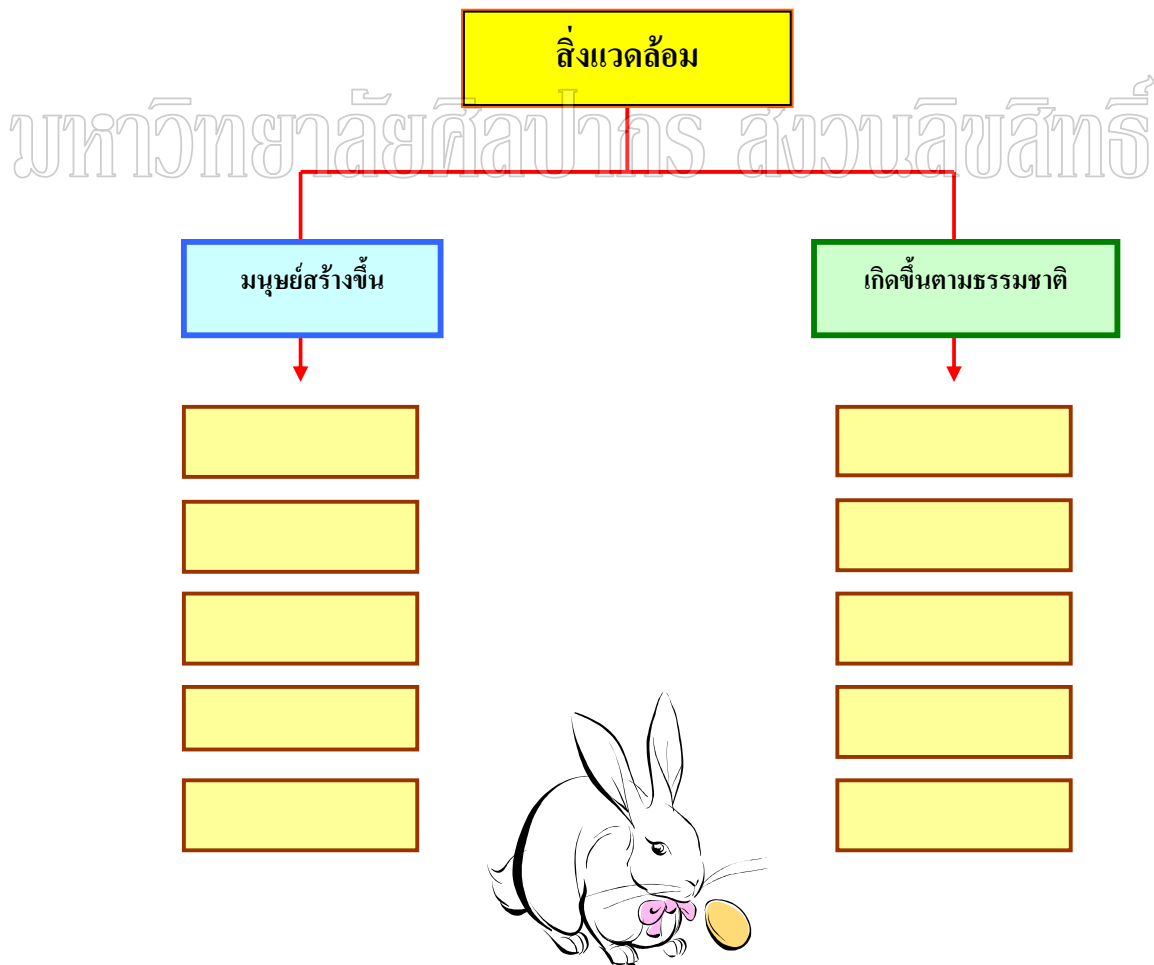 สิ่งแวดล้อม
มหาวิทยาลัยศิลปากร สงวนลิขสิทธิ์
มนุษย์สร้างขึ้น
เกิดขึ้นตามธรรมชาติ